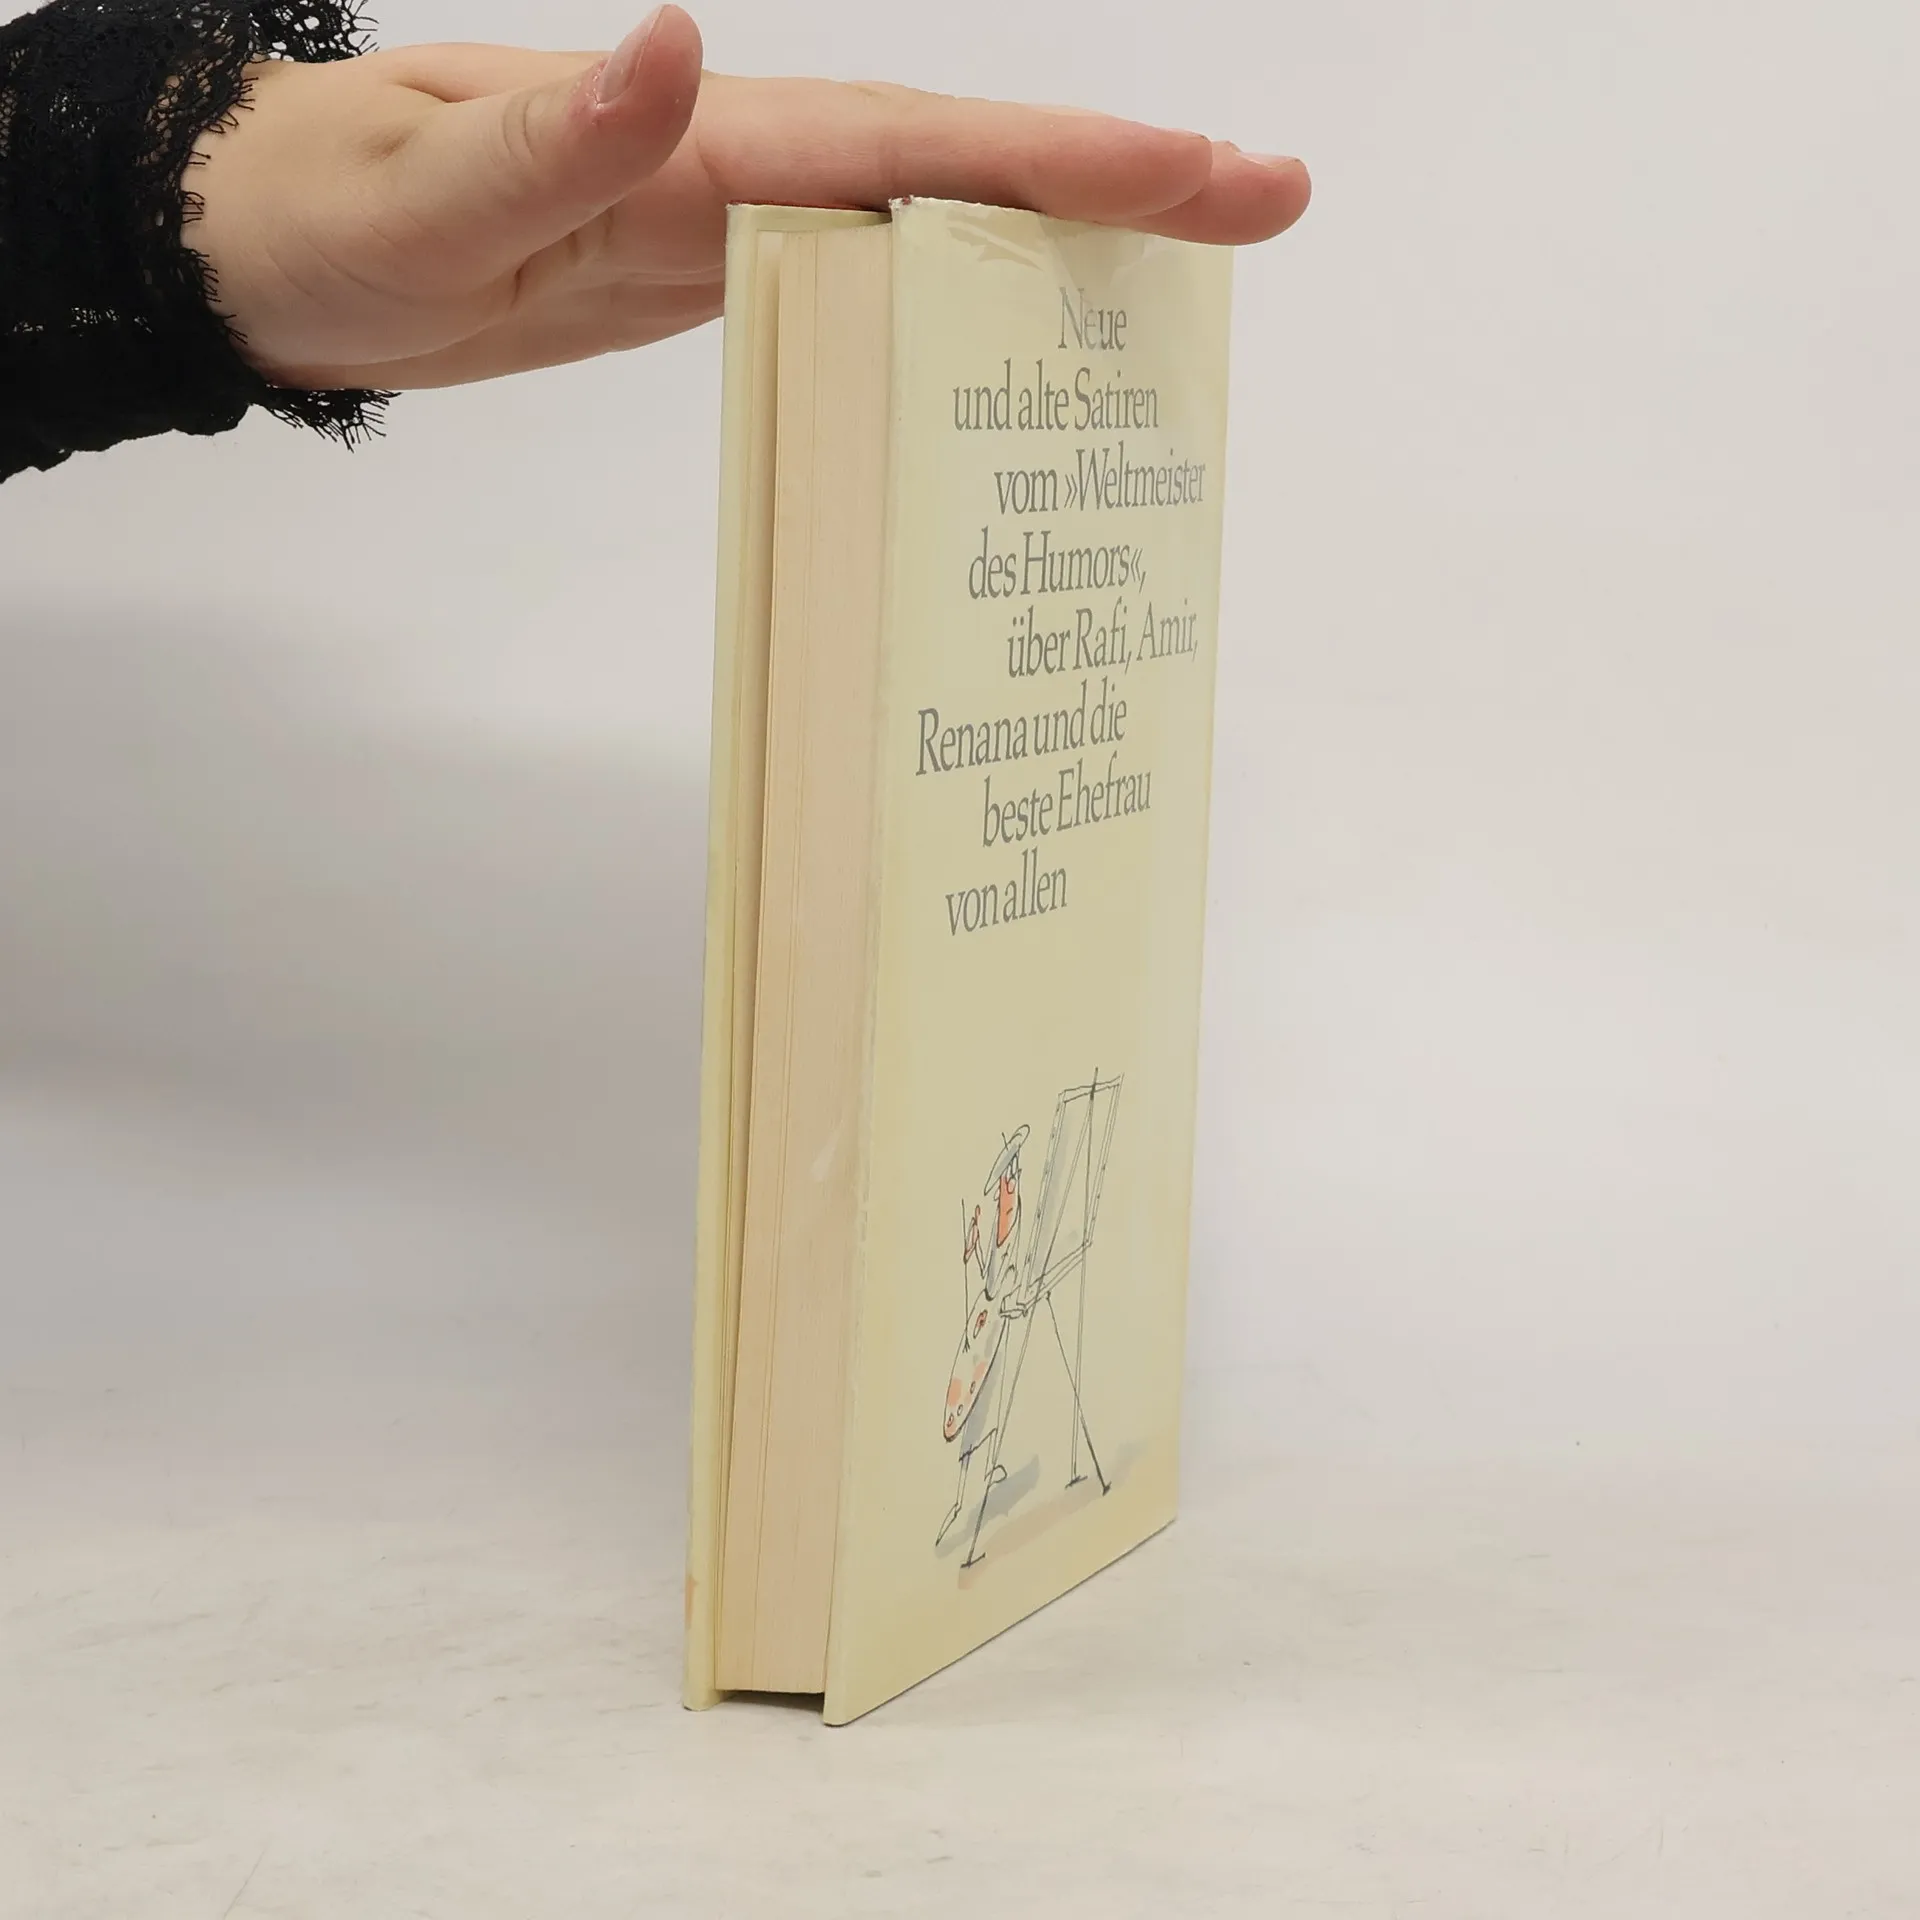 Neue
und alte Satiren
vom »Weltmeister
des Humors«,
über Rafi, Amir,
Renana und die
beste Ehefrau
von allen